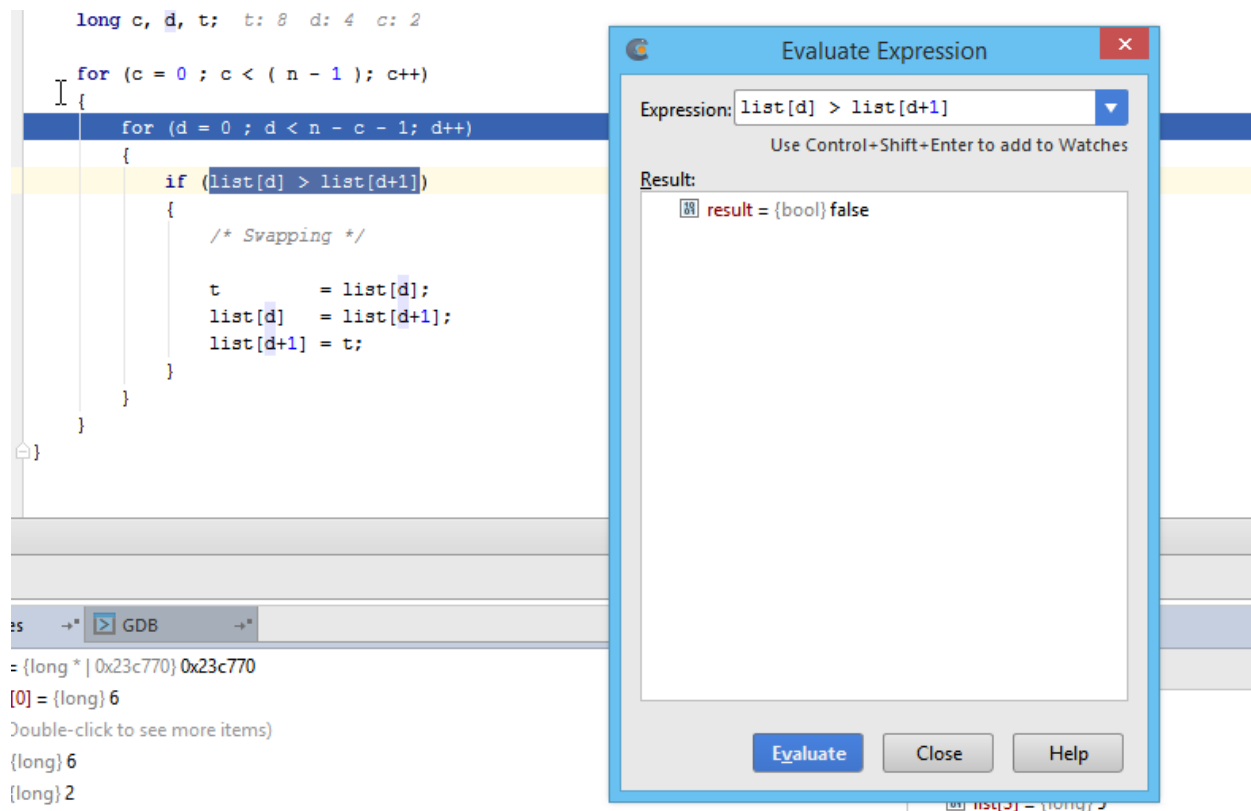 long c, d, t;  t: 8  d: 4  c: 2
for (c = 0 ; c < ( n - 1 ); c++)
{
for (d = 0 ; d < n - c - 1; d++)
{
if (list[d] > list[d+1])
{
/* Swapping */
t         = list[d];
list[d]   = list[d+1];
list[d+1] = t;
}
}
}
}
Evaluate Expression
Expression: list[d] > list[d+1]
Use Control+Shift+Enter to add to Watches
Result:
result = {bool} false
Evaluate
Close
Help
es
GDB
= {long * | 0x23c770} 0x23c770
[0] = {long} 6
Double-click to see more items)
{long} 6
{long} 2